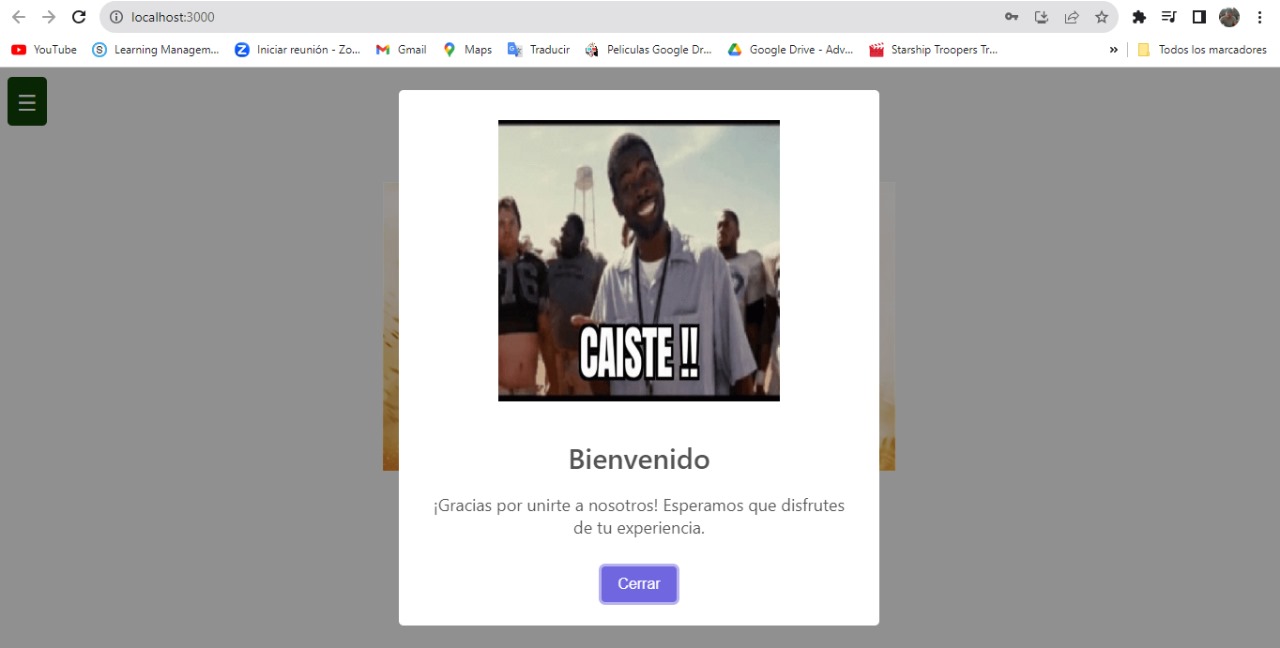 localhost:3000
YouTube
Learning Managem...
Iniciar reunión - Zo...
Gmail
Maps
Traducir
Peliculas Google Dr...
Google Drive - Adv...
Starship Troopers Tr...
»
Todos los marcadores
76
CAISTE !!
Bienvenido
¡Gracias por unirte a nosotros! Esperamos que disfrutes
de tu experiencia.
Cerrar